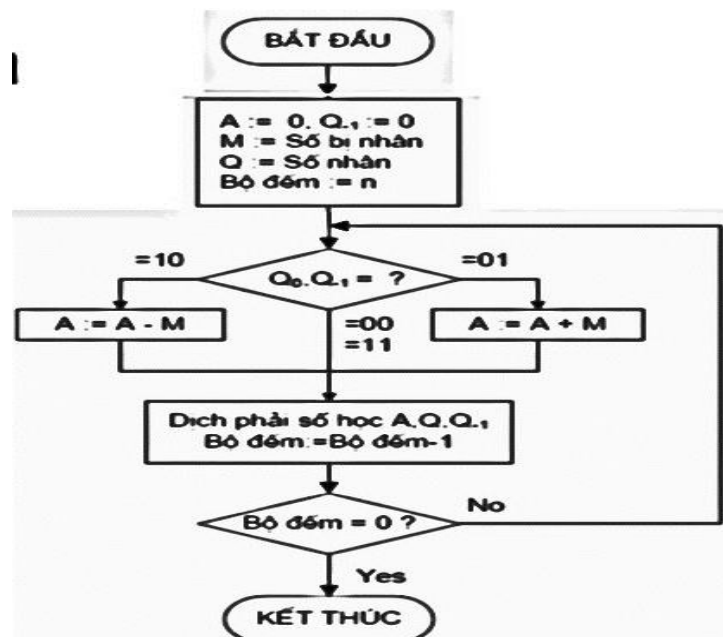 BẮT ĐẦU
A := 0, Q₋₁ := 0
M := Số bị nhân
Q := Số nhân
Bộ đếm := n
=10
Q₀,Q₋₁ = ?
=01
A := A - M
=00
=11
A := A + M
Dịch phải số học A,Q,Q₋₁
Bộ đếm:=Bộ đếm-1
Bộ đếm = 0 ?
No
Yes
KẾT THÚC